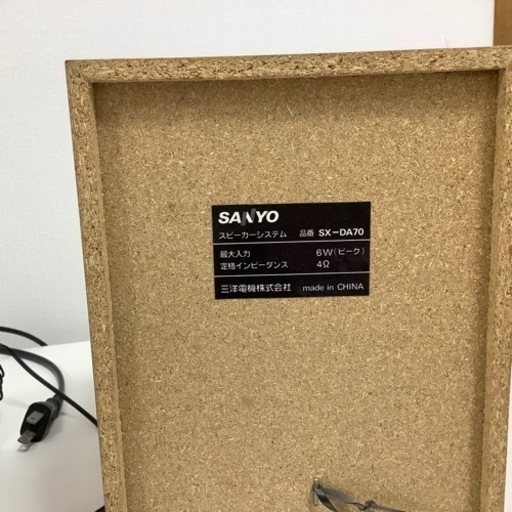 SANYO
スピーカーシステム 品番 SX-DA70
最大入力 6W(ピーク)
定格インピーダンス 4Ω
三洋電機株式会社 made in CHINA